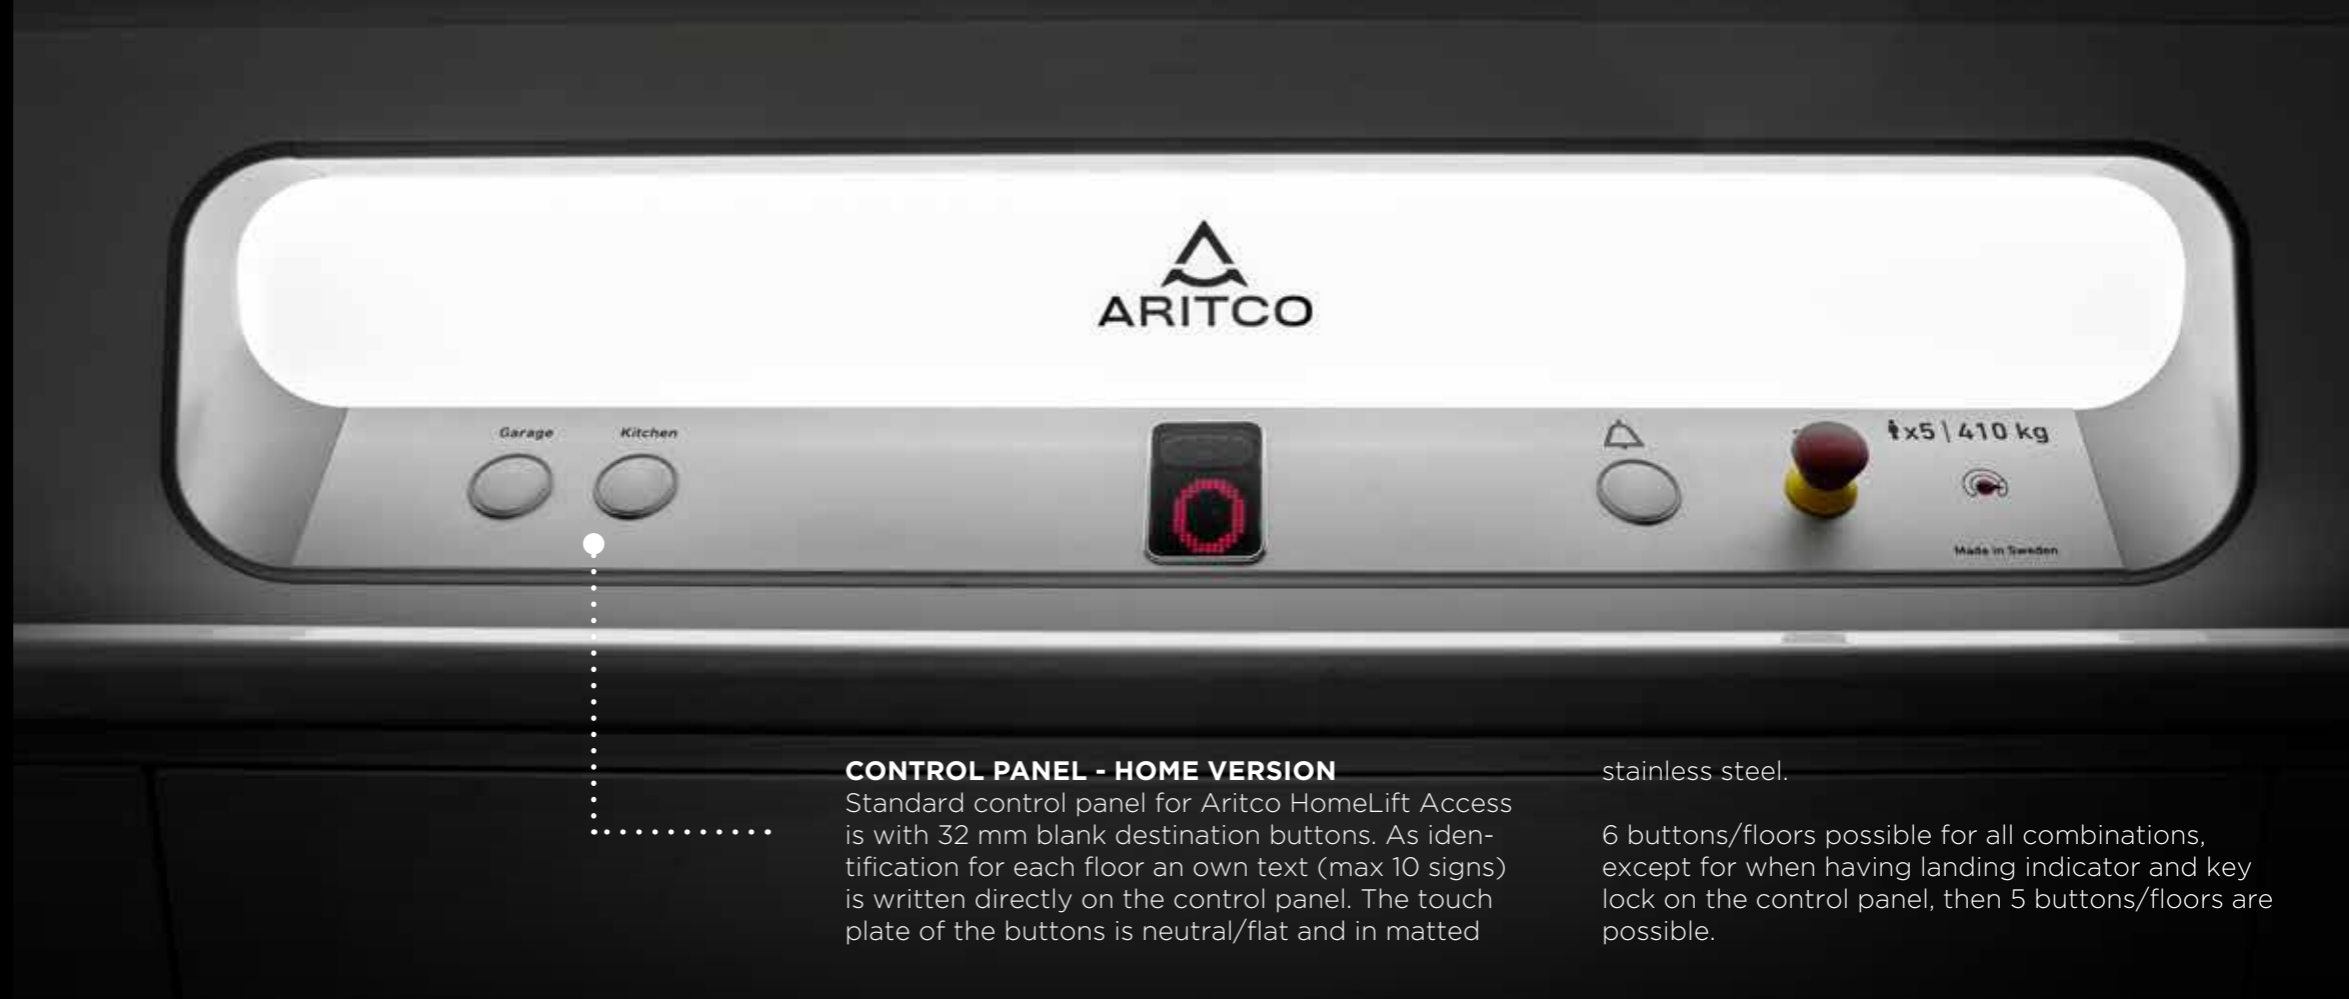 ARITCO
Garage
Kitchen
0
x5 | 410 kg
Made in Sweden
CONTROL PANEL - HOME VERSION
Standard control panel for Aritco HomeLift Access
is with 32 mm blank destination buttons. As iden-
tification for each floor an own text (max 10 signs)
is written directly on the control panel. The touch
plate of the buttons is neutral/flat and in matted
stainless steel.
6 buttons/floors possible for all combinations,
except for when having landing indicator and key
lock on the control panel, then 5 buttons/floors are
possible.